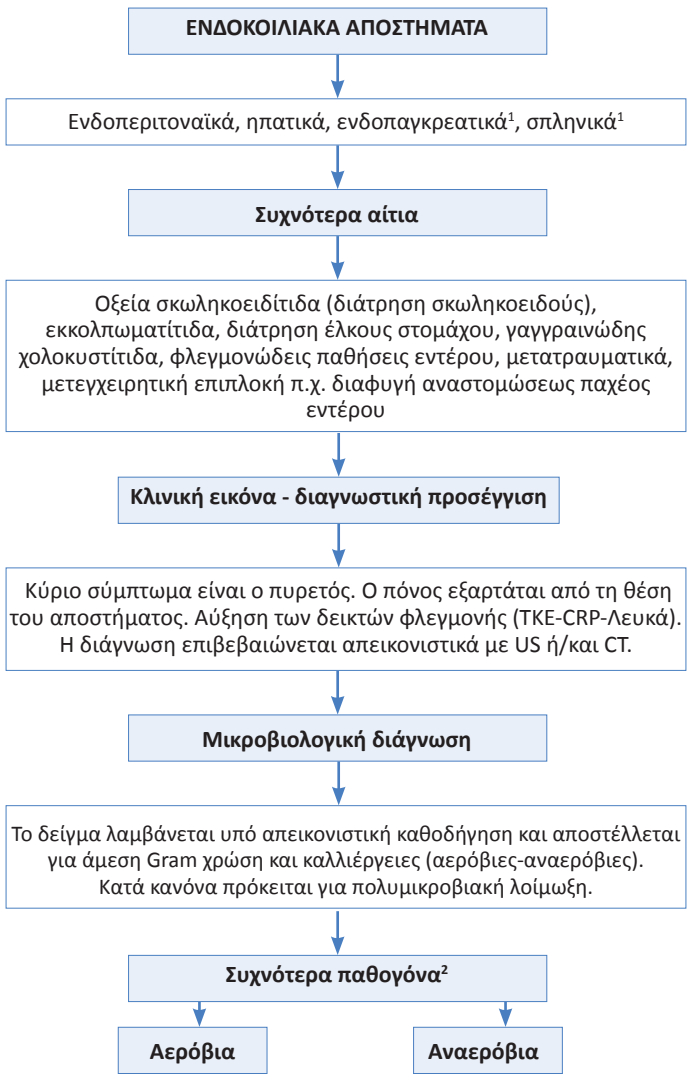 ΕΝΔΟΚΟΙΛΙΑΚΑ ΑΠΟΣΤΗΜΑΤΑ
Ενδοπεριτοναϊκά, ηπατικά, ενδοπαγκρεατικά¹, σπληνικά¹
Συχνότερα αίτια
Οξεία σκωληκοειδίτιδα (διάτρηση σκωληκοειδούς),
εκκολπωματίτιδα, διάτρηση έλκους στομάχου, γαγγραινώδης
χολοκυστίτιδα, φλεγμονώδεις παθήσεις εντέρου, μετατραυματικά,
μετεγχειρητική επιπλοκή π.χ. διαφυγή αναστομώσεως παχέος
εντέρου
Κλινική εικόνα - διαγνωστική προσέγγιση
Κύριο σύμπτωμα είναι ο πυρετός. Ο πόνος εξαρτάται από τη θέση
του αποστήματος. Αύξηση των δεικτών φλεγμονής (ΤΚΕ-CRP-Λευκά).
Η διάγνωση επιβεβαιώνεται απεικονιστικά με US ή/και CT.
Μικροβιολογική διάγνωση
Το δείγμα λαμβάνεται υπό απεικονιστική καθοδήγηση και αποστέλλεται
για άμεση Gram χρώση και καλλιέργειες (αερόβιες-αναερόβιες).
Κατά κανόνα πρόκειται για πολυμικροβιακή λοίμωξη.
Συχνότερα παθογόνα²
Αερόβια
Αναερόβια